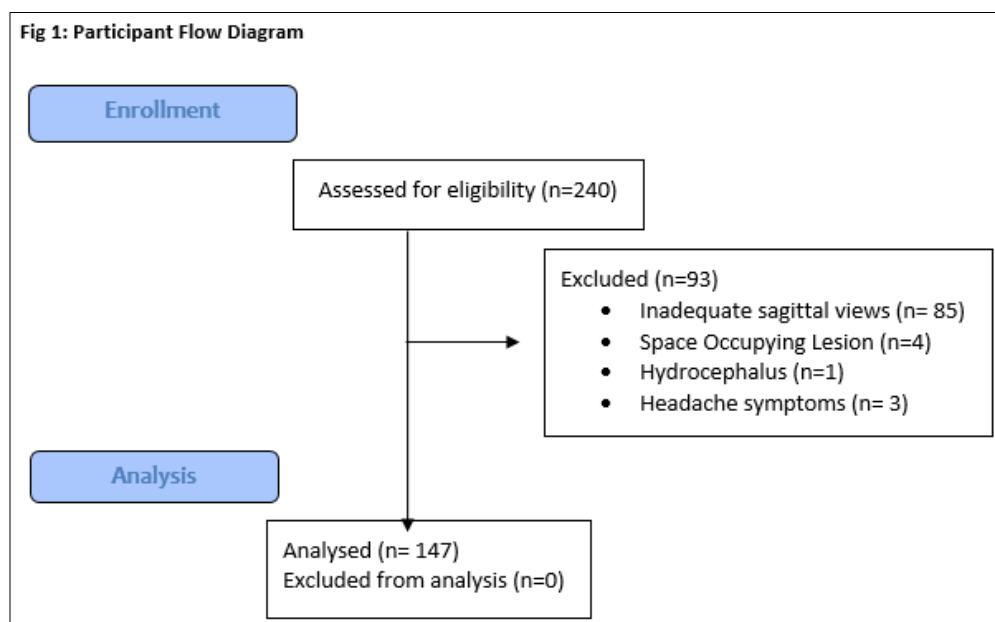 Fig 1: Participant Flow Diagram
Enrollment
Assessed for eligibility (n=240)
Excluded (n=93)
• Inadequate sagittal views (n= 85)
• Space Occupying Lesion (n=4)
• Hydrocephalus (n=1)
• Headache symptoms (n= 3)
Analysis
Analysed (n= 147)
Excluded from analysis (n=0)